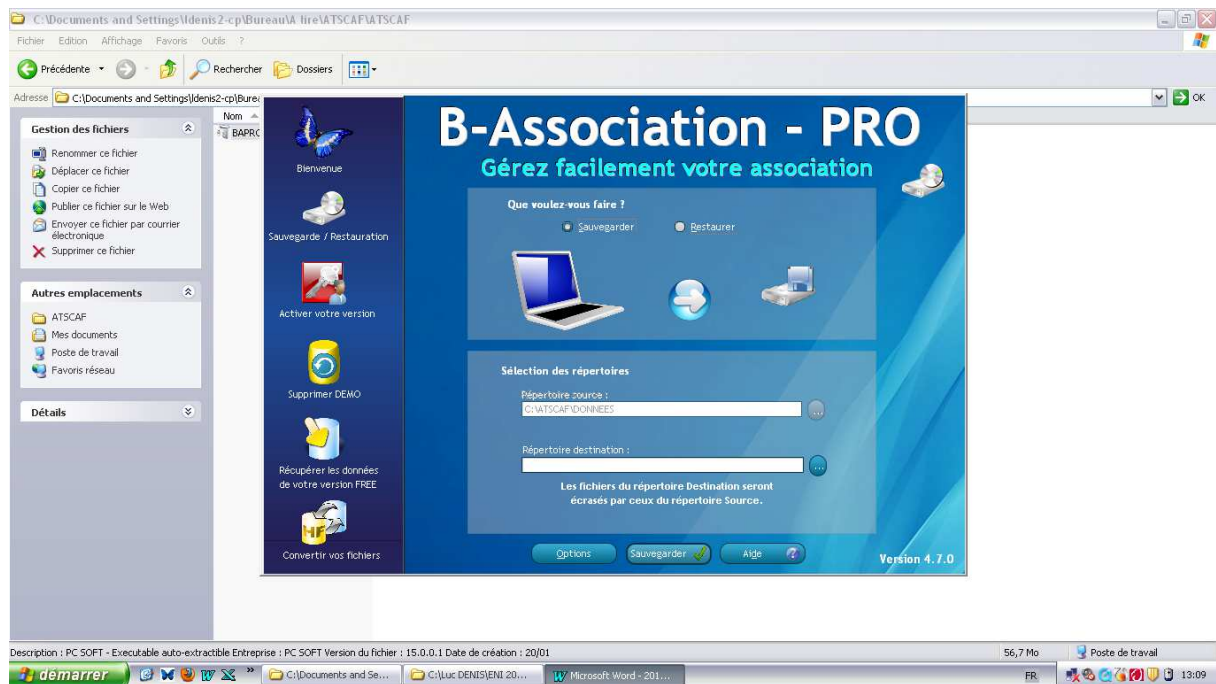 C:\Documents and Settings\ldenis2-cp\Bureau\A lire\ATSCAF\ATSCAF
Fichier Edition Affichage Favoris Outils ?
Précédente Rechercher Dossiers
Adresse C:\Documents and Settings\ldenis2-cp\Burea OK
Nom
BAPRO
Gestion des fichiers
Renommer ce fichier
Déplacer ce fichier
Copier ce fichier
Publier ce fichier sur le Web
Envoyer ce fichier par courrier
électronique
Supprimer ce fichier
Autres emplacements
ATSCAF
Mes documents
Poste de travail
Favoris réseau
Détails
Bienvenue
Sauvegarde / Restauration
Activer votre version
Supprimer DEMO
Récupérer les données
de votre version FREE
HF
Convertir vos fichiers
B-Association - PRO
Gérez facilement votre association
Que voulez-vous faire ?
Sauvegarder Restaurer
Sélection des répertoires
Répertoire source :
C:\ATSCAF\DONNEES
...
Répertoire destination :
...
Les fichiers du répertoire Destination seront
écrasés par ceux du répertoire Source.
Options Sauvegarder Aide ?
Version 4.7.0
Description : PC SOFT - Executable auto-extractible Entreprise : PC SOFT Version du fichier : 15.0.0.1 Date de création : 20/01 56,7 Mo Poste de travail
démarrer » C:\Documents and Se... C:\Luc DENIS\ENI 20... Microsoft Word - 201... FR 13:09